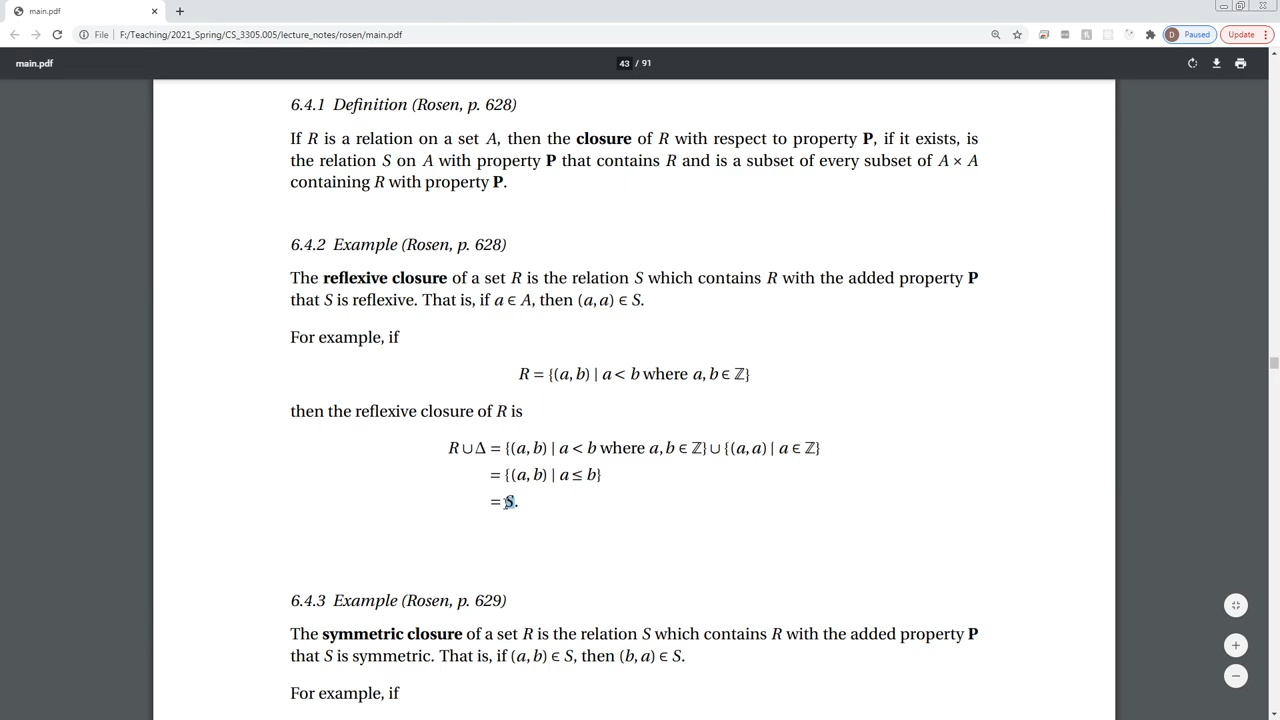 main.pdf
File F:/Teaching/2021_Spring/CS_3305.005/lecture_notes/rosen/main.pdf
D Paused Update
main.pdf 43 / 91
6.4.1 Definition (Rosen, p. 628)
If R is a relation on a set A, then the closure of R with respect to property P, if it exists, is
the relation S on A with property P that contains R and is a subset of every subset of A × A
containing R with property P.
6.4.2 Example (Rosen, p. 628)
The reflexive closure of a set R is the relation S which contains R with the added property P
that S is reflexive. That is, if a ∈ A, then (a, a) ∈ S.
For example, if
R = {(a, b) | a < b where a, b ∈ ℤ}
then the reflexive closure of R is
R ∪ Δ = {(a, b) | a < b where a, b ∈ ℤ} ∪ {(a, a) | a ∈ ℤ}
= {(a, b) | a ≤ b}
= S.
6.4.3 Example (Rosen, p. 629)
The symmetric closure of a set R is the relation S which contains R with the added property P
that S is symmetric. That is, if (a, b) ∈ S, then (b, a) ∈ S.
For example, if